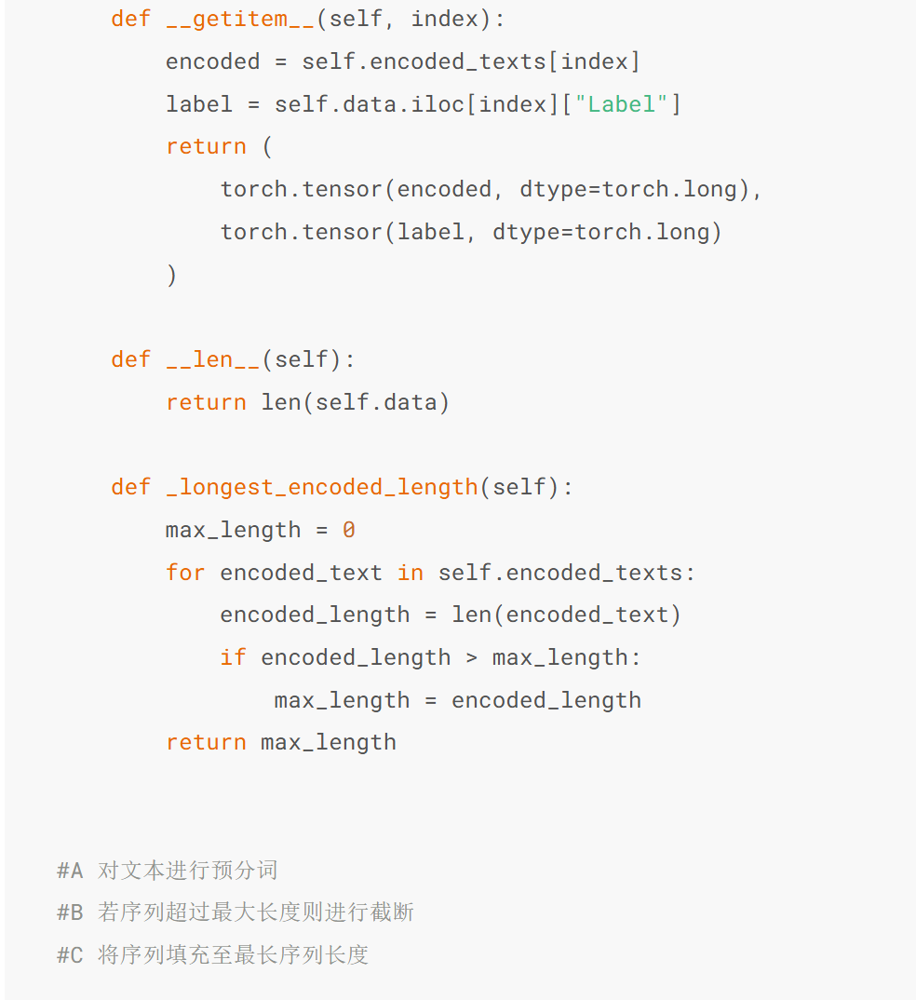 def __getitem__(self, index):
encoded = self.encoded_texts[index]
label = self.data.iloc[index]["Label"]
return (
torch.tensor(encoded, dtype=torch.long),
torch.tensor(label, dtype=torch.long)
)
def __len__(self):
return len(self.data)
def _longest_encoded_length(self):
max_length = 0
for encoded_text in self.encoded_texts:
encoded_length = len(encoded_text)
if encoded_length > max_length:
max_length = encoded_length
return max_length
#A 对文本进行预分词
#B 若序列超过最大长度则进行截断
#C 将序列填充至最长序列长度